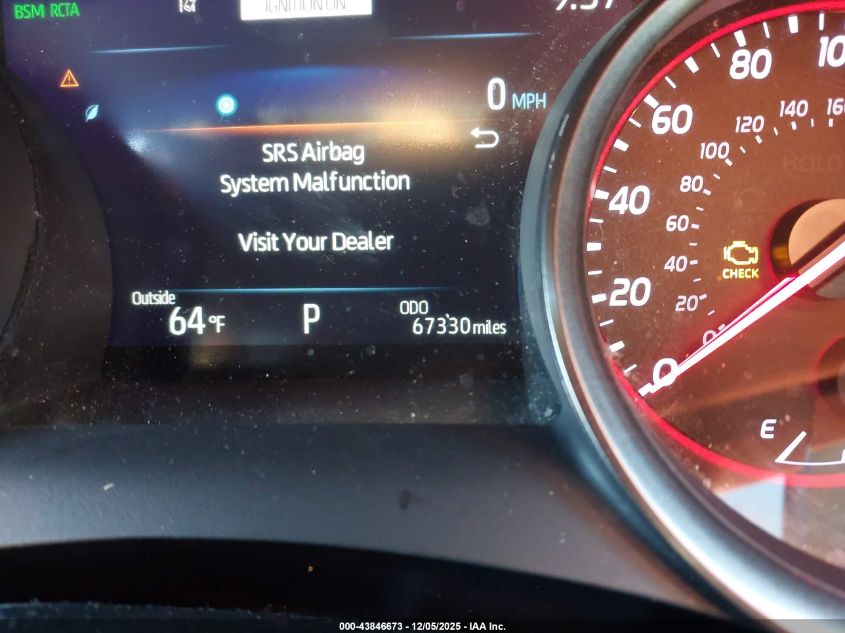 BSM RCTA
IGNITION ON
0 MPH
SRS Airbag
System Malfunction
Visit Your Dealer
Outside
64°F
P
ODO
67330 miles
0
20
40
60
80
0
20
40
60
80
100
120
140
CHECK
E
000-43846673 - 12/05/2025 - IAA Inc.